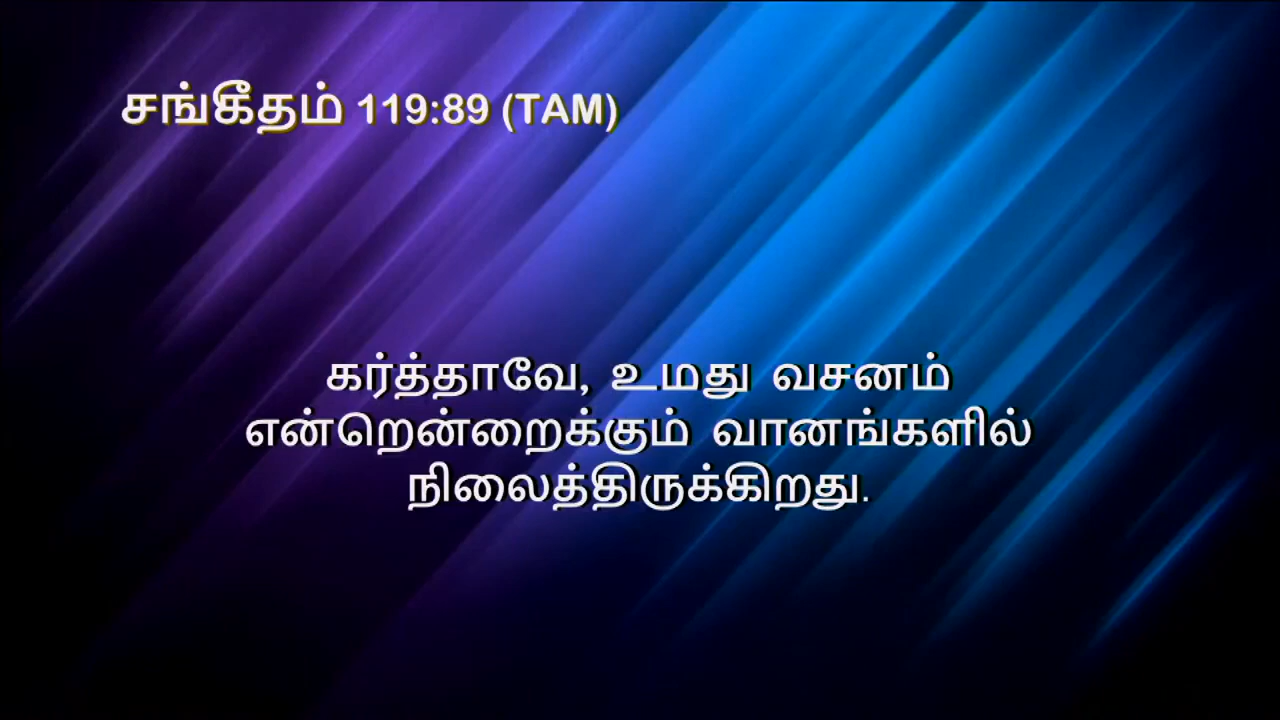 சங்கீதம் 119:89 (TAM)
கர்த்தாவே, உமது வசனம்
என்றென்றைக்கும் வானங்களில்
நிலைத்திருக்கிறது.